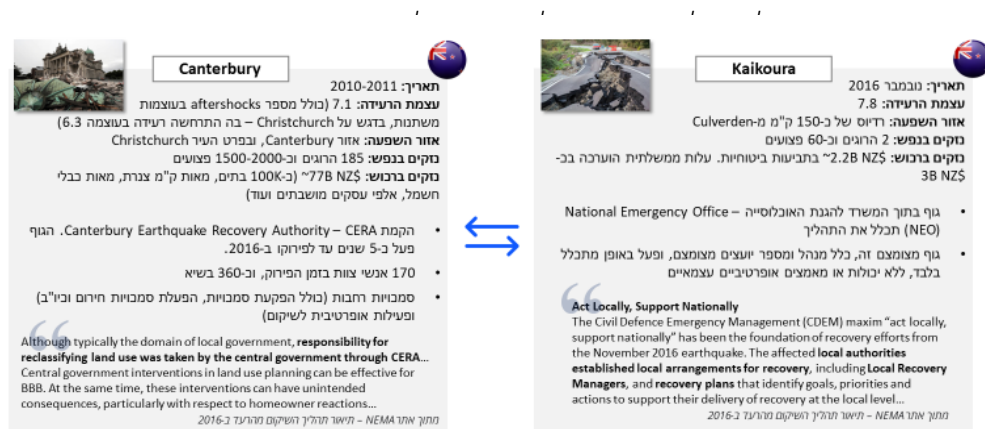 Canterbury
תאריך: 2010-2011
עצמת הרעידה: 7.1 (כולל מספר aftershocks בעוצמות
משתנות, בדגש על Christchurch – בה התרחשה רעידה בעוצמה 6.3)
אזור השפעה: אזור Canterbury, ובפרט העיר Christchurch
נזקים בנפש: 185 הרוגים וכ-1500-2000 פצועים
נזקים ברכוש: ~77B NZ$ (כ-100K בתים, מאות ק"מ צנרת, מאות כבלי
חשמל, אלפי עסקים מושבתים ועוד)
• הקמת Canterbury Earthquake Recovery Authority – CERA. הגוף
פעל כ-5 שנים עד לפירוקו ב-2016.
• 170 אנשי צוות בזמן הפירוק, וכ-360 בשיא
• סמכויות רחבות (כולל הפקעת סמכויות, הפעלת סמכויות חירום וכיו"ב)
ופעילות אופרטיבית לשיקום)
Although typically the domain of local government, responsibility for
reclassifying land use was taken by the central government through CERA...
Central government interventions in land use planning can be effective for
BBB. At the same time, these interventions can have unintended
consequences, particularly with respect to homeowner reactions...
מתוך אתר NEMA – תיאור תהליך השיקום מהרעד ב-2016
Kaikoura
תאריך: נובמבר 2016
עצמת הרעידה: 7.8
אזור השפעה: רדיוס של כ-150 ק"מ מ-Culverden
נזקים בנפש: 2 הרוגים וכ-60 פצועים
נזקים ברכוש: ~2.2B NZ$ בתביעות ביטוחיות. עלות ממשלתית הוערכה בכ-
3B NZ$
• גוף בתוך המשרד להגנת האוכלוסייה – National Emergency Office
(NEO) תכלל את התהליך
• גוף מצומצם זה, כלל מנהל ומספר יועצים מצומצם, ופעל באופן מתכלל
בלבד, ללא יכולות או מאמצים אופרטיביים עצמאיים
Act Locally, Support Nationally
The Civil Defence Emergency Management (CDEM) maxim “act locally,
support nationally” has been the foundation of recovery efforts from
the November 2016 earthquake. The affected local authorities
established local arrangements for recovery, including Local Recovery
Managers, and recovery plans that identify goals, priorities and
actions to support their delivery of recovery at the local level...
מתוך אתר NEMA – תיאור תהליך השיקום מהרעד ב-2016